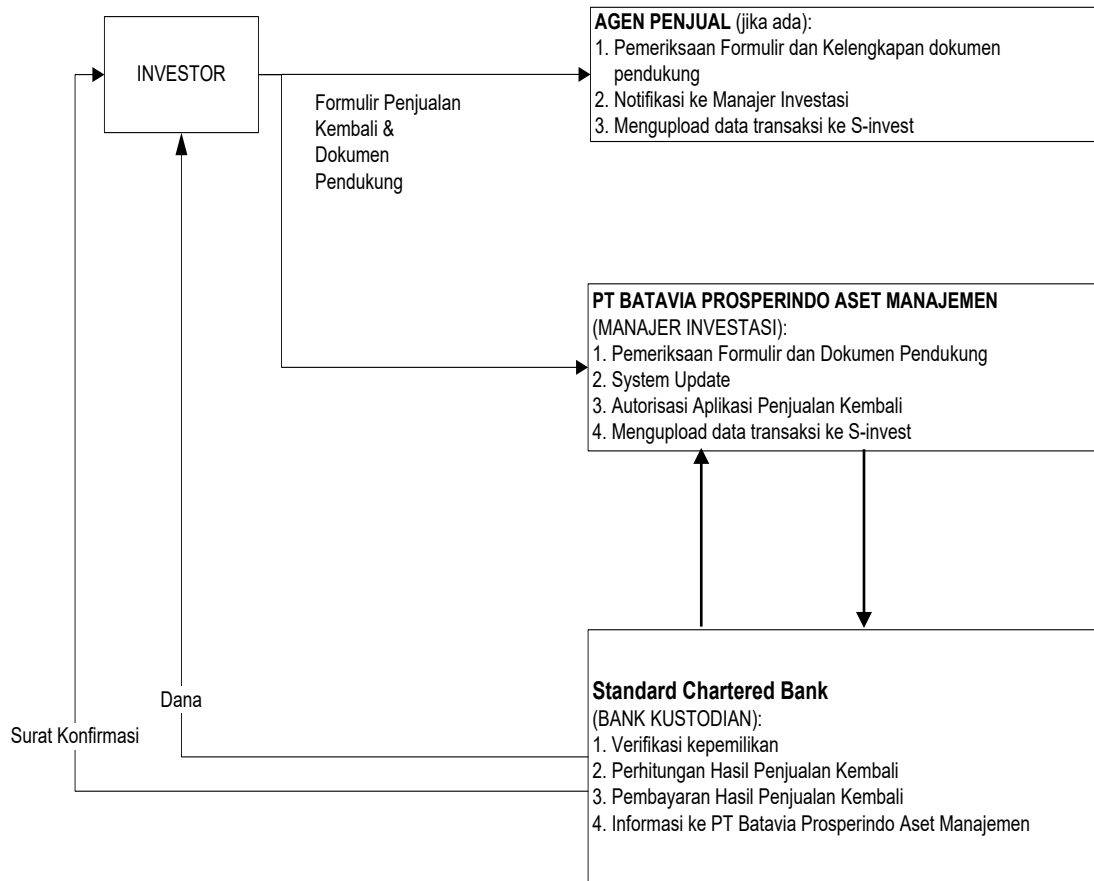 INVESTOR
AGEN PENJUAL (jika ada):
1. Pemeriksaan Formulir dan Kelengkapan dokumen
pendukung
2. Notifikasi ke Manajer Investasi
3. Mengupload data transaksi ke S-invest
Formulir Penjualan
Kembali &
Dokumen
Pendukung
PT BATAVIA PROSPERINDO ASET MANAJEMEN
(MANAJER INVESTASI):
1. Pemeriksaan Formulir dan Dokumen Pendukung
2. System Update
3. Autorisasi Aplikasi Penjualan Kembali
4. Mengupload data transaksi ke S-invest
Standard Chartered Bank
(BANK KUSTODIAN):
1. Verifikasi kepemilikan
2. Perhitungan Hasil Penjualan Kembali
3. Pembayaran Hasil Penjualan Kembali
4. Informasi ke PT Batavia Prosperindo Aset Manajemen
Dana
Surat Konfirmasi